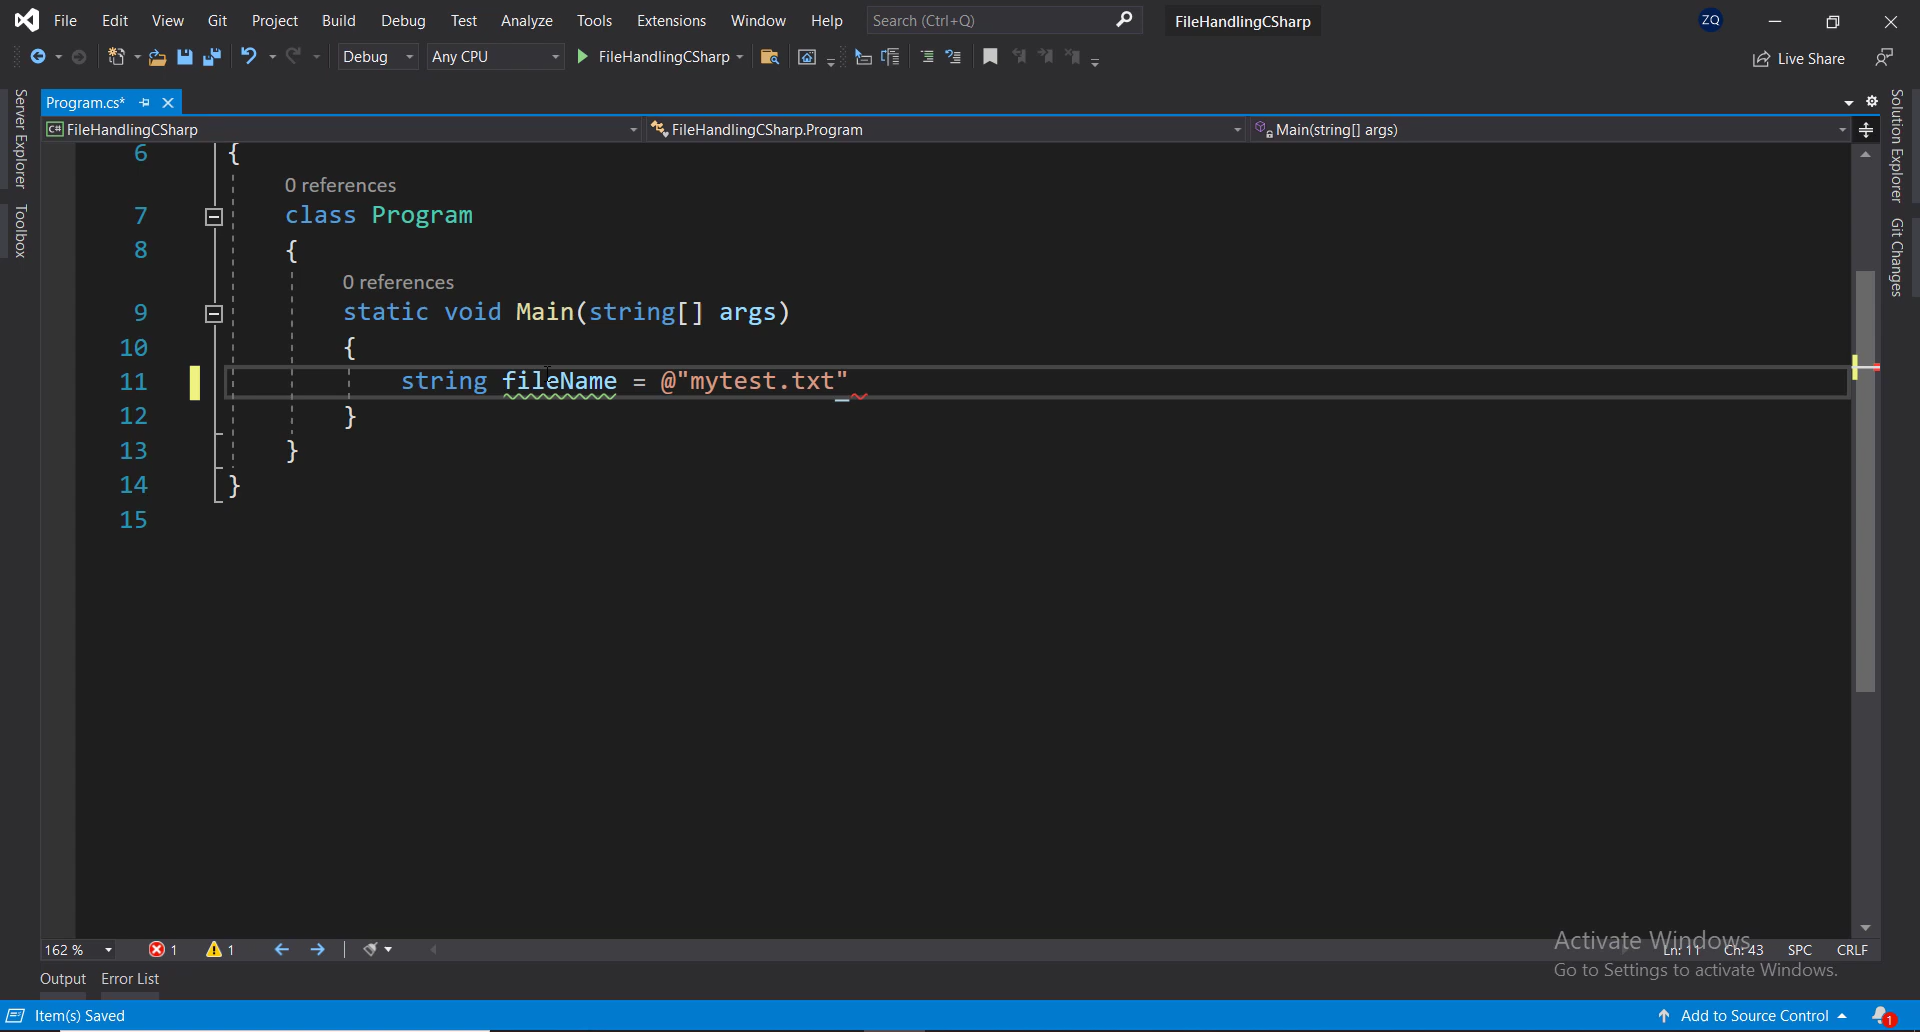 File Edit View Git Project Build Debug Test Analyze Tools Extensions Window Help Search (Ctrl+Q) FileHandlingCSharp ZQ
Debug Any CPU FileHandlingCSharp Live Share
Server Explorer
Toolbox
Program.cs*
FileHandlingCSharp FileHandlingCSharp.Program Main(string[] args)
Solution Explorer
Git Changes
6 {
0 references
7 class Program
8 {
0 references
9 static void Main(string[] args)
10 {
11 string fileName = @"mytest.txt"
12 }
13 }
14 }
15
162 % 1 1 Ln: 11 Ch: 43 SPC CRLF
Activate Windows
Go to Settings to activate Windows.
Output Error List
Item(s) Saved Add to Source Control 1